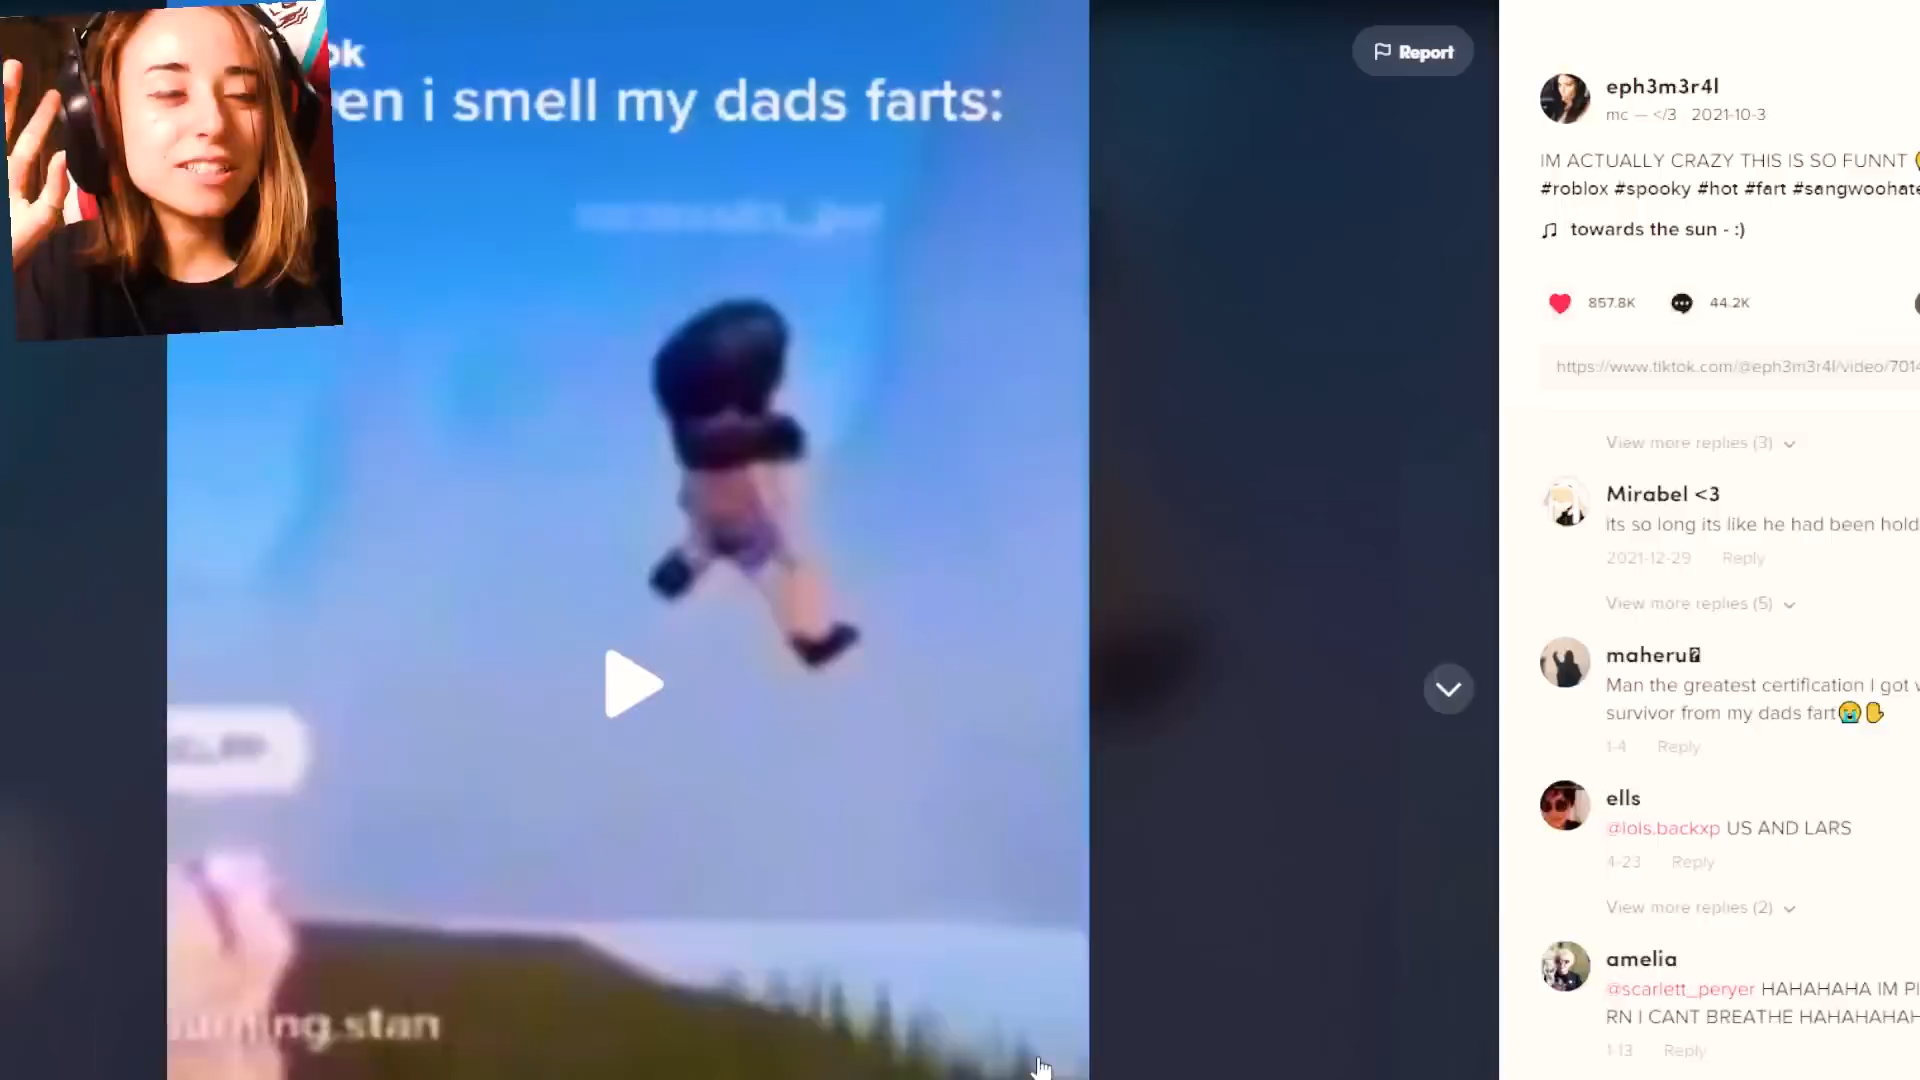 ok
en i smell my dads farts:
Report
eph3m3r4l
mc — </3 2021-10-3
IM ACTUALLY CRAZY THIS IS SO FUNNT
#roblox #spooky #hot #fart #sangwoohate
towards the sun - :)
857.8K 44.2K
https://www.tiktok.com/@eph3m3r4l/video/7014
View more replies (3)
Mirabel <3
its so long its like he had been hold
2021-12-29 Reply
View more replies (5)
maheru
Man the greatest certification I got
survivor from my dads fart😭✋
1-4 Reply
ells
@lols.backxp US AND LARS
4-23 Reply
View more replies (2)
amelia
@scarlett_peryer HAHAHAHA IM PI
RN I CANT BREATHE HAHAHAHAH
1-13 Reply
ng.stan